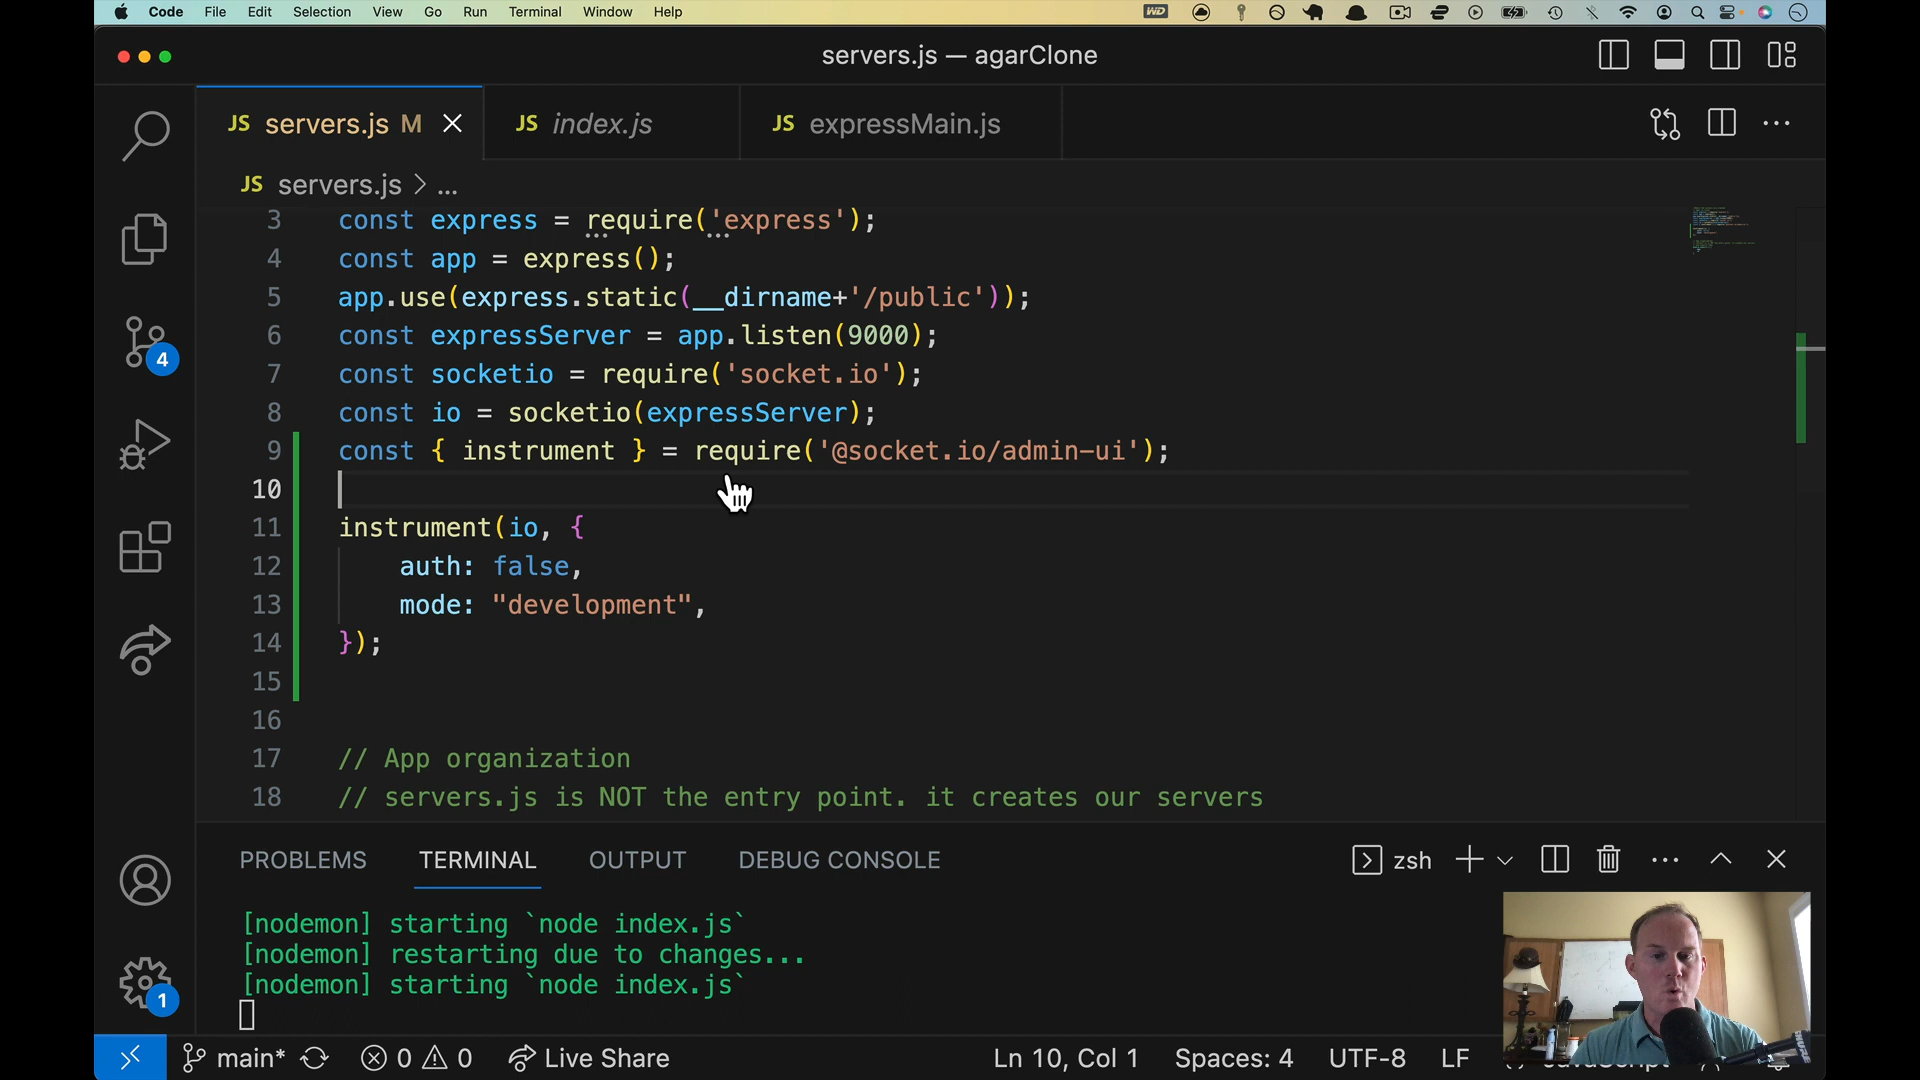 Code File Edit Selection View Go Run Terminal Window Help
WD
servers.js — agarClone
JS servers.js M
JS index.js
JS expressMain.js
JS servers.js > ...
3 const express = require('express');
4 const app = express();
5 app.use(express.static(__dirname+'/public'));
6 const expressServer = app.listen(9000);
7 const socketio = require('socket.io');
8 const io = socketio(expressServer);
9 const { instrument } = require('@socket.io/admin-ui');
10
11 instrument(io, {
12 auth: false,
13 mode: "development",
14 });
15
16
17 // App organization
18 // servers.js is NOT the entry point. it creates our servers
4
1
PROBLEMS TERMINAL OUTPUT DEBUG CONSOLE
zsh
[nodemon] starting `node index.js`
[nodemon] restarting due to changes...
[nodemon] starting `node index.js`
main* 0 0 Live Share
Ln 10, Col 1 Spaces: 4 UTF-8 LF